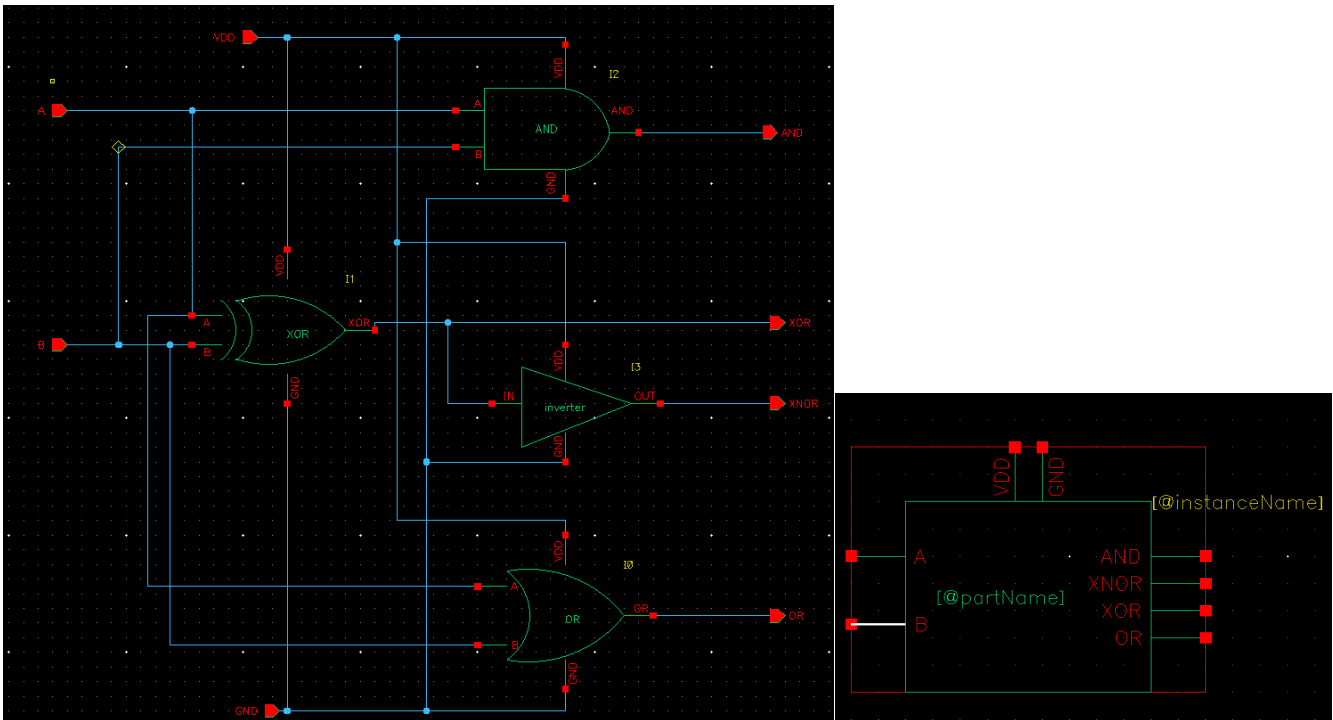 VDD
VDD
I2
A
A
AND
AND
AND
B
GND
VDD
I1
A
XOR
XOR
XOR
B
B
VDD
I3
GND
IN
inverter
OUT
XNOR
GND
VDD
I0
A
OR
OR
OR
B
GND
GND
VDD
GND
[@instanceName]
A
AND
XNOR
[@partName]
XOR
B
OR